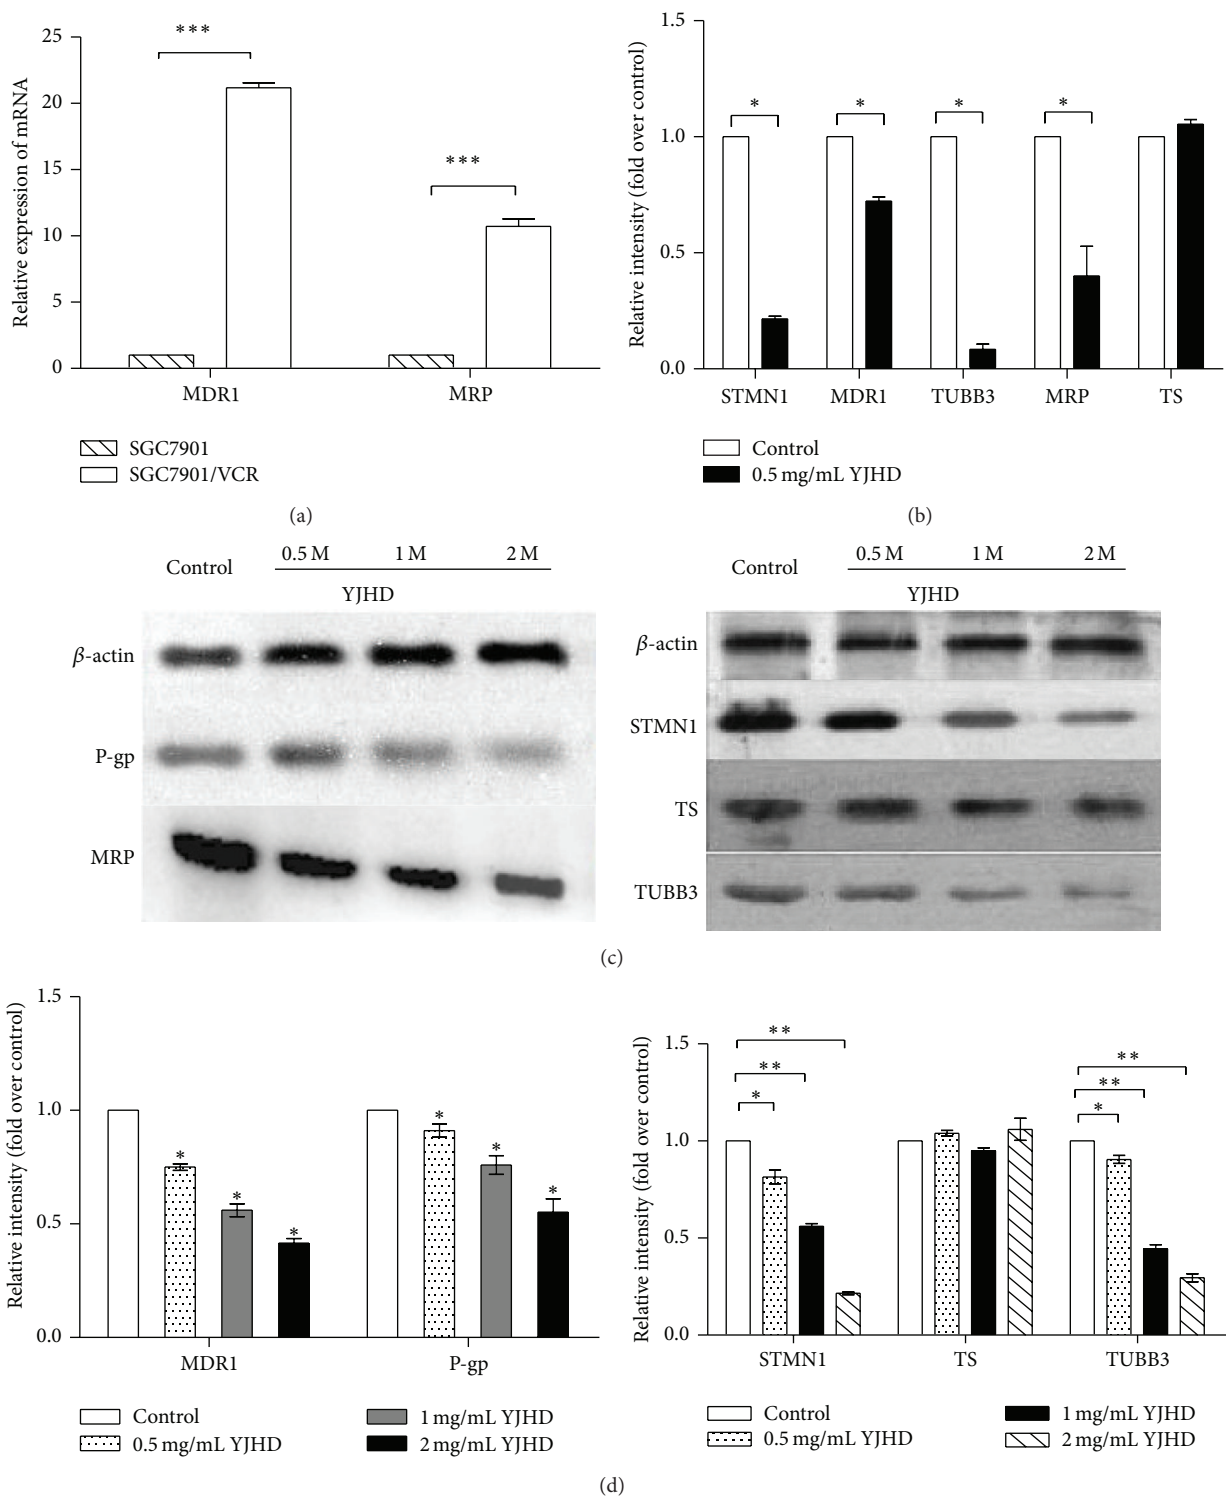 Relative expression of mRNA
25
20
15
10
5
0
***
***
MDR1
MRP
SGC7901
SGC7901/VCR
(a)
Relative intensity (fold over control)
1.5
1.0
0.5
0.0
*
*
*
*
STMN1
MDR1
TUBB3
MRP
TS
Control
0.5 mg/mL YJHD
(b)
Control
0.5 M
1 M
2 M
YJHD
β-actin
P-gp
MRP
Control
0.5 M
1 M
2 M
YJHD
β-actin
STMN1
TS
TUBB3
(c)
Relative intensity (fold over control)
1.5
1.0
0.5
0.0
*
*
*
*
*
*
MDR1
P-gp
Control
0.5 mg/mL YJHD
1 mg/mL YJHD
2 mg/mL YJHD
Relative intensity (fold over control)
1.5
1.0
0.5
0.0
**
**
*
**
**
*
STMN1
TS
TUBB3
Control
0.5 mg/mL YJHD
1 mg/mL YJHD
2 mg/mL YJHD
(d)